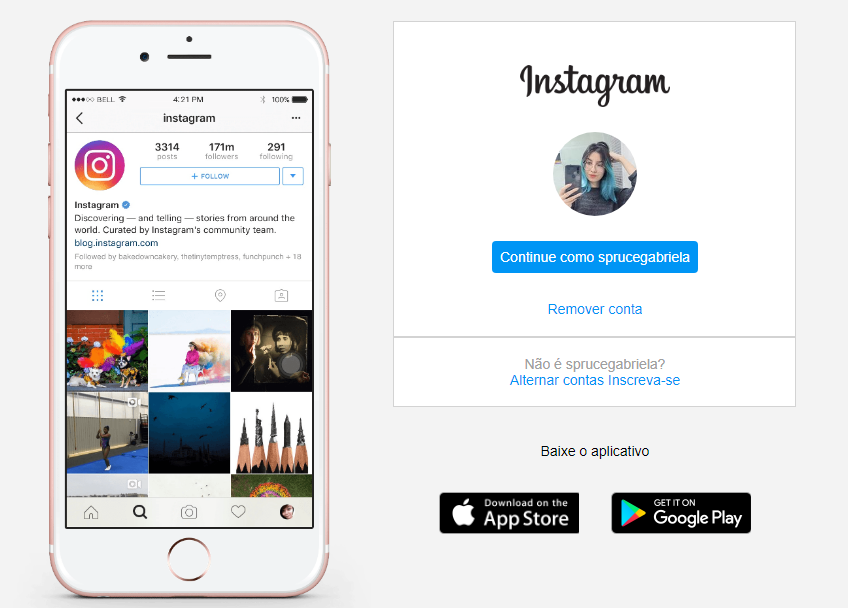 ●●●○○ BELL
4:21 PM
100%
instagram
3314 171m 291
posts followers following
+ FOLLOW
Instagram
Discovering — and telling — stories from around the
world. Curated by Instagram's community team.
blog.instagram.com
Followed by bakedowncakery, thetinytemptress, funchpunch + 18
more
Instagram
Continue como sprucegabriela
Remover conta
Não é sprucegabriela?
Alternar contas Inscreva-se
Baixe o aplicativo
Download on the
App Store
GET IT ON
Google Play